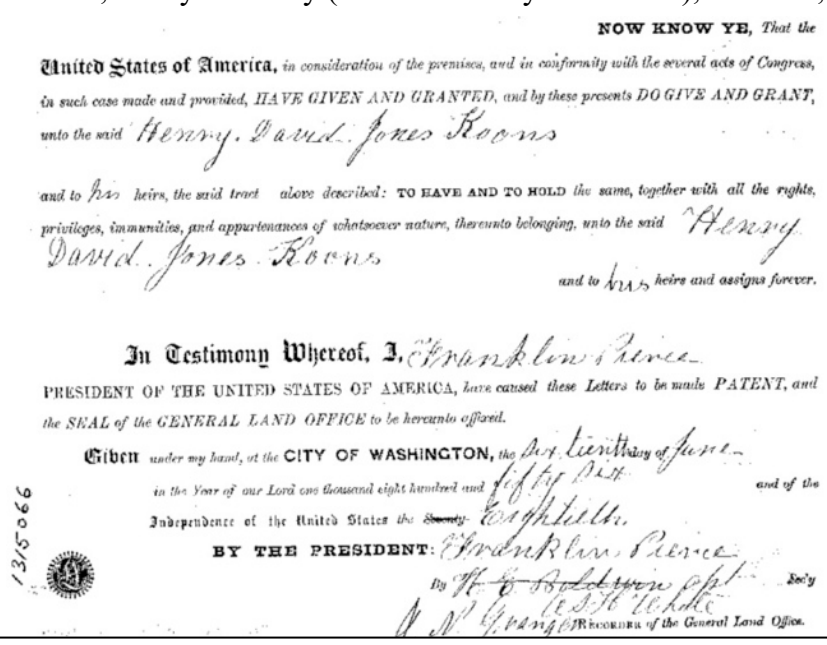 NOW KNOW YE, That the
United States of America, in consideration of the premises, and in conformity with the several acts of Congress,
in such case made and provided, HAVE GIVEN AND GRANTED, and by these presents DO GIVE AND GRANT,
unto the said Henry David Jones Koons
and to his heirs, the said tract above described: TO HAVE AND TO HOLD the same, together with all the rights,
privileges, immunities, and appurtenances of whatsoever nature, thereunto belonging, unto the said Henry
David Jones Koons
and to his heirs and assigns forever.
In Testimony Whereof, I, Franklin Pierce
PRESIDENT OF THE UNITED STATES OF AMERICA, have caused these Letters to be made PATENT, and
the SEAL of the GENERAL LAND OFFICE to be hereunto affixed.
Given under my hand, at the CITY OF WASHINGTON, the Sixteenth day of June
in the Year of our Lord one thousand eight hundred and fifty Six and of the
Independence of the United States the Eightieth.
BY THE PRESIDENT: Franklin Pierce
By Sec'y
RECORDER of the General Land Office.
1315066